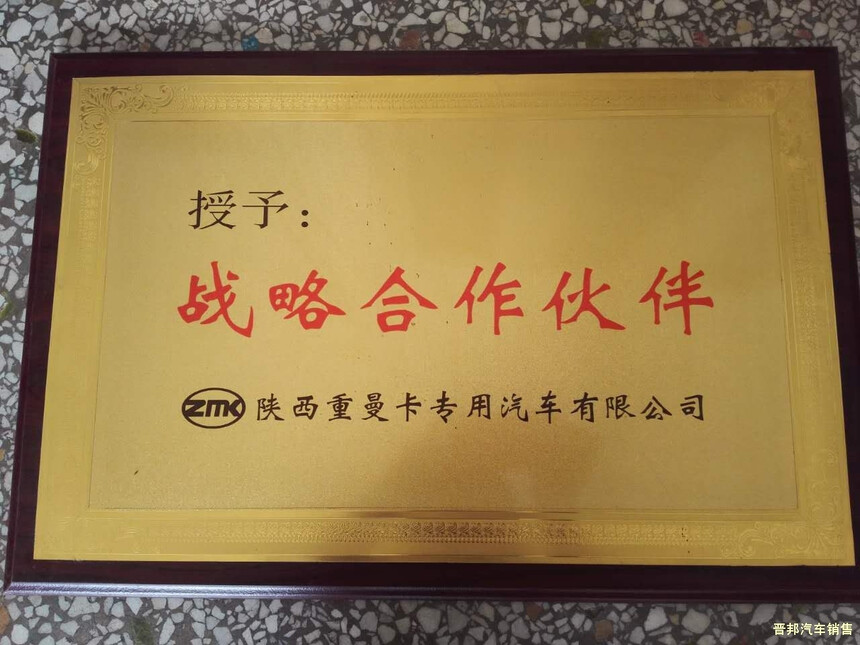 授予：
战略合作伙伴
ZMK 陕西重曼卡专用汽车有限公司
晋邦汽车销售